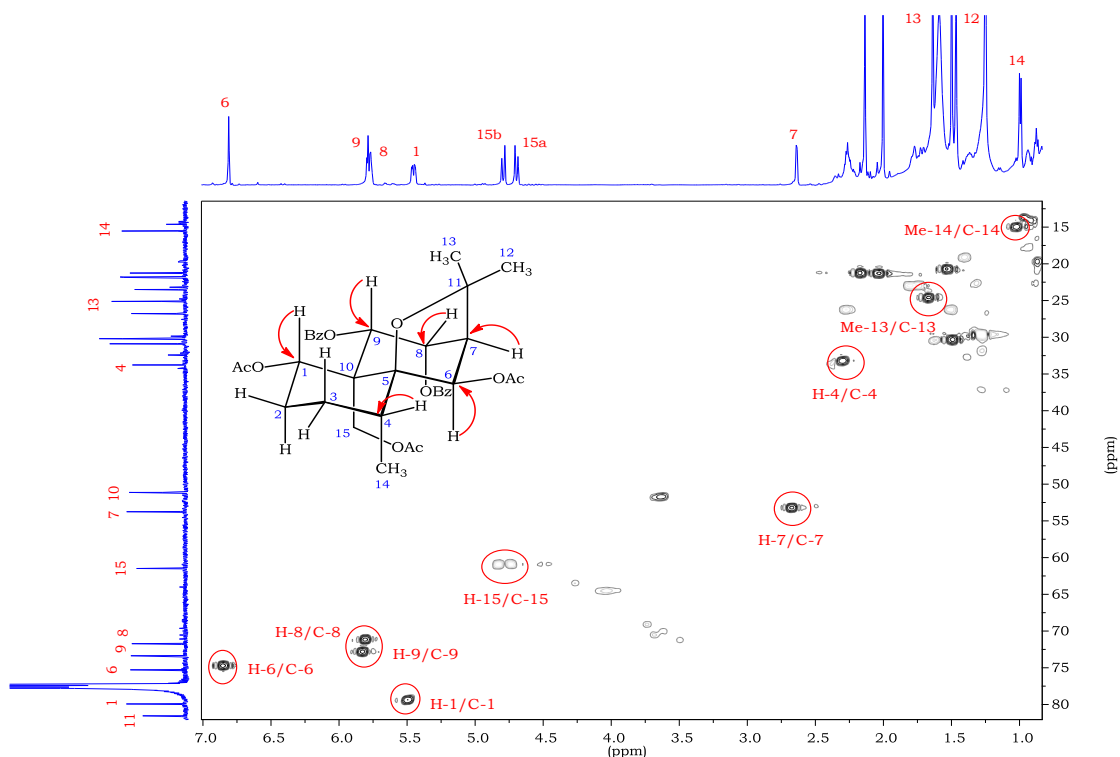 13
12
14
6
9
8
1
15b
15a
7
14
13
4
10
7
15
8
9
6
1
11
13
12
H₃C
CH₃
11
H
H
H
O
BzO
9
8
7
H
H
10
5
6
OAc
AcO
1
OBz
3
H
2
4
H
H
H
15
OAc
CH₃
14
H
Me-14/C-14
Me-13/C-13
H-4/C-4
H-7/C-7
H-15/C-15
H-8/C-8
H-9/C-9
H-6/C-6
H-1/C-1
15
20
25
30
35
40
45
50
55
60
65
70
75
80
(ppm)
7.0
6.5
6.0
5.5
5.0
4.5
4.0
3.5
3.0
2.5
2.0
1.5
1.0
(ppm)